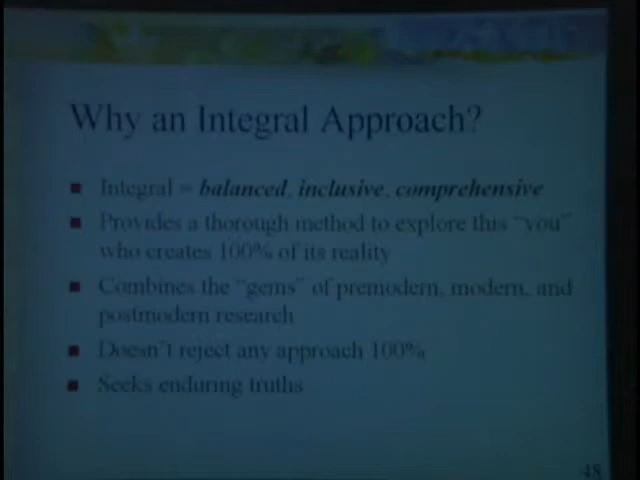 Why an Integral Approach?
Integral = balanced, inclusive, comprehensive
Provides a thorough method to explore this "you"
who creates 100% of its reality
Combines the "gems" of premodern, modern, and
postmodern research
Doesn't reject any approach 100%
Seeks enduring truths
48